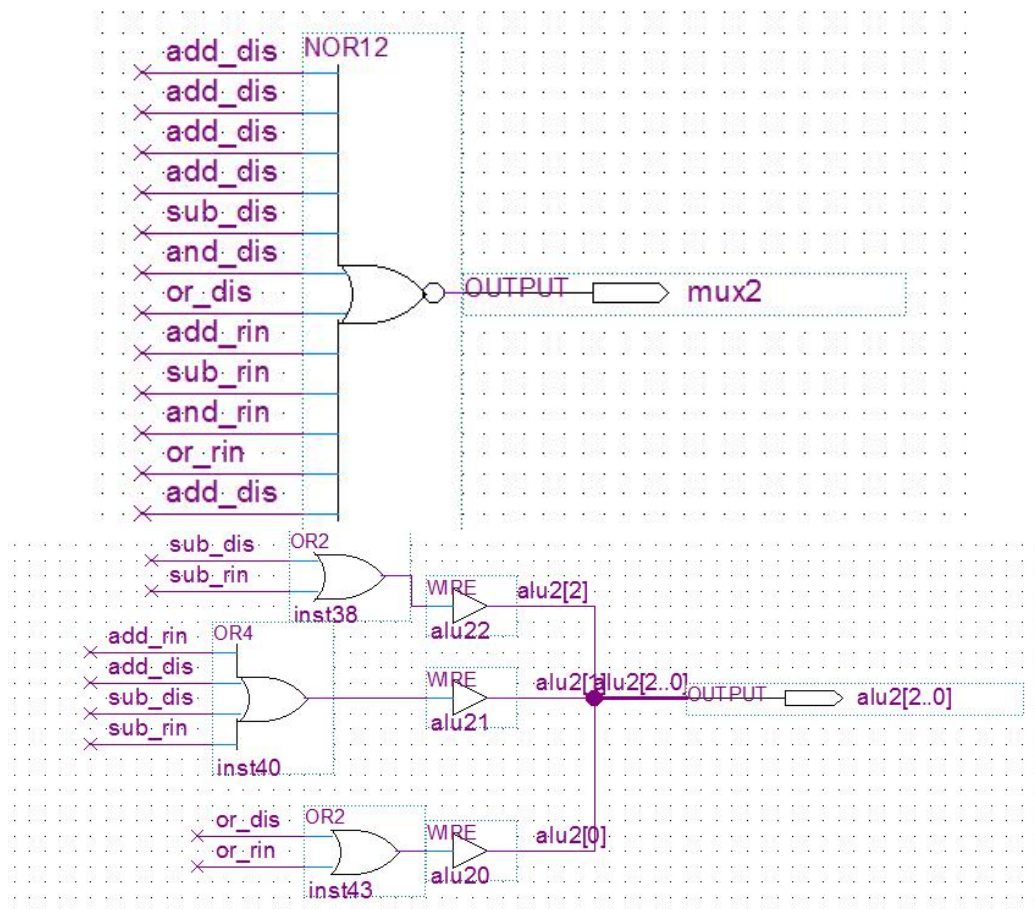 add_dis NOR12
add_dis
add_dis
add_dis
sub_dis
and_dis
or_dis OUTPUT mux2
add_rin
sub_rin
and_rin
or_rin
add_dis
sub_dis OR2
sub_rin WIRE alu2[2]
inst38 alu22
add_rin OR4
add_dis WIRE alu2[1] alu2[2..0] OUTPUT alu2[2..0]
sub_dis alu21
sub_rin
inst40
or_dis OR2 WIRE alu2[0]
or_rin
inst43 alu20